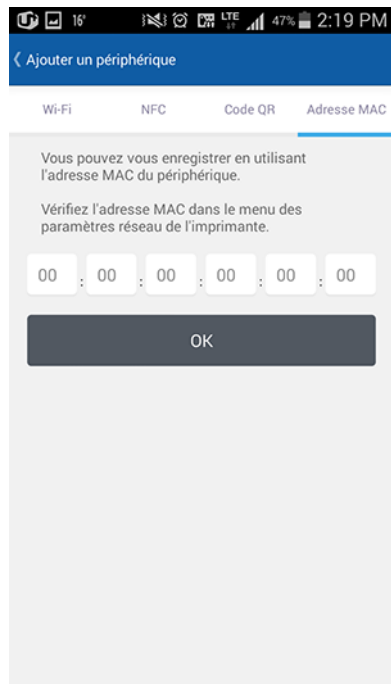 16° LTE 47% 2:19 PM
Ajouter un périphérique
Wi-Fi NFC Code QR Adresse MAC
Vous pouvez vous enregistrer en utilisant
l'adresse MAC du périphérique.
Vérifiez l'adresse MAC dans le menu des
paramètres réseau de l'imprimante.
00 : 00 : 00 : 00 : 00 : 00
OK